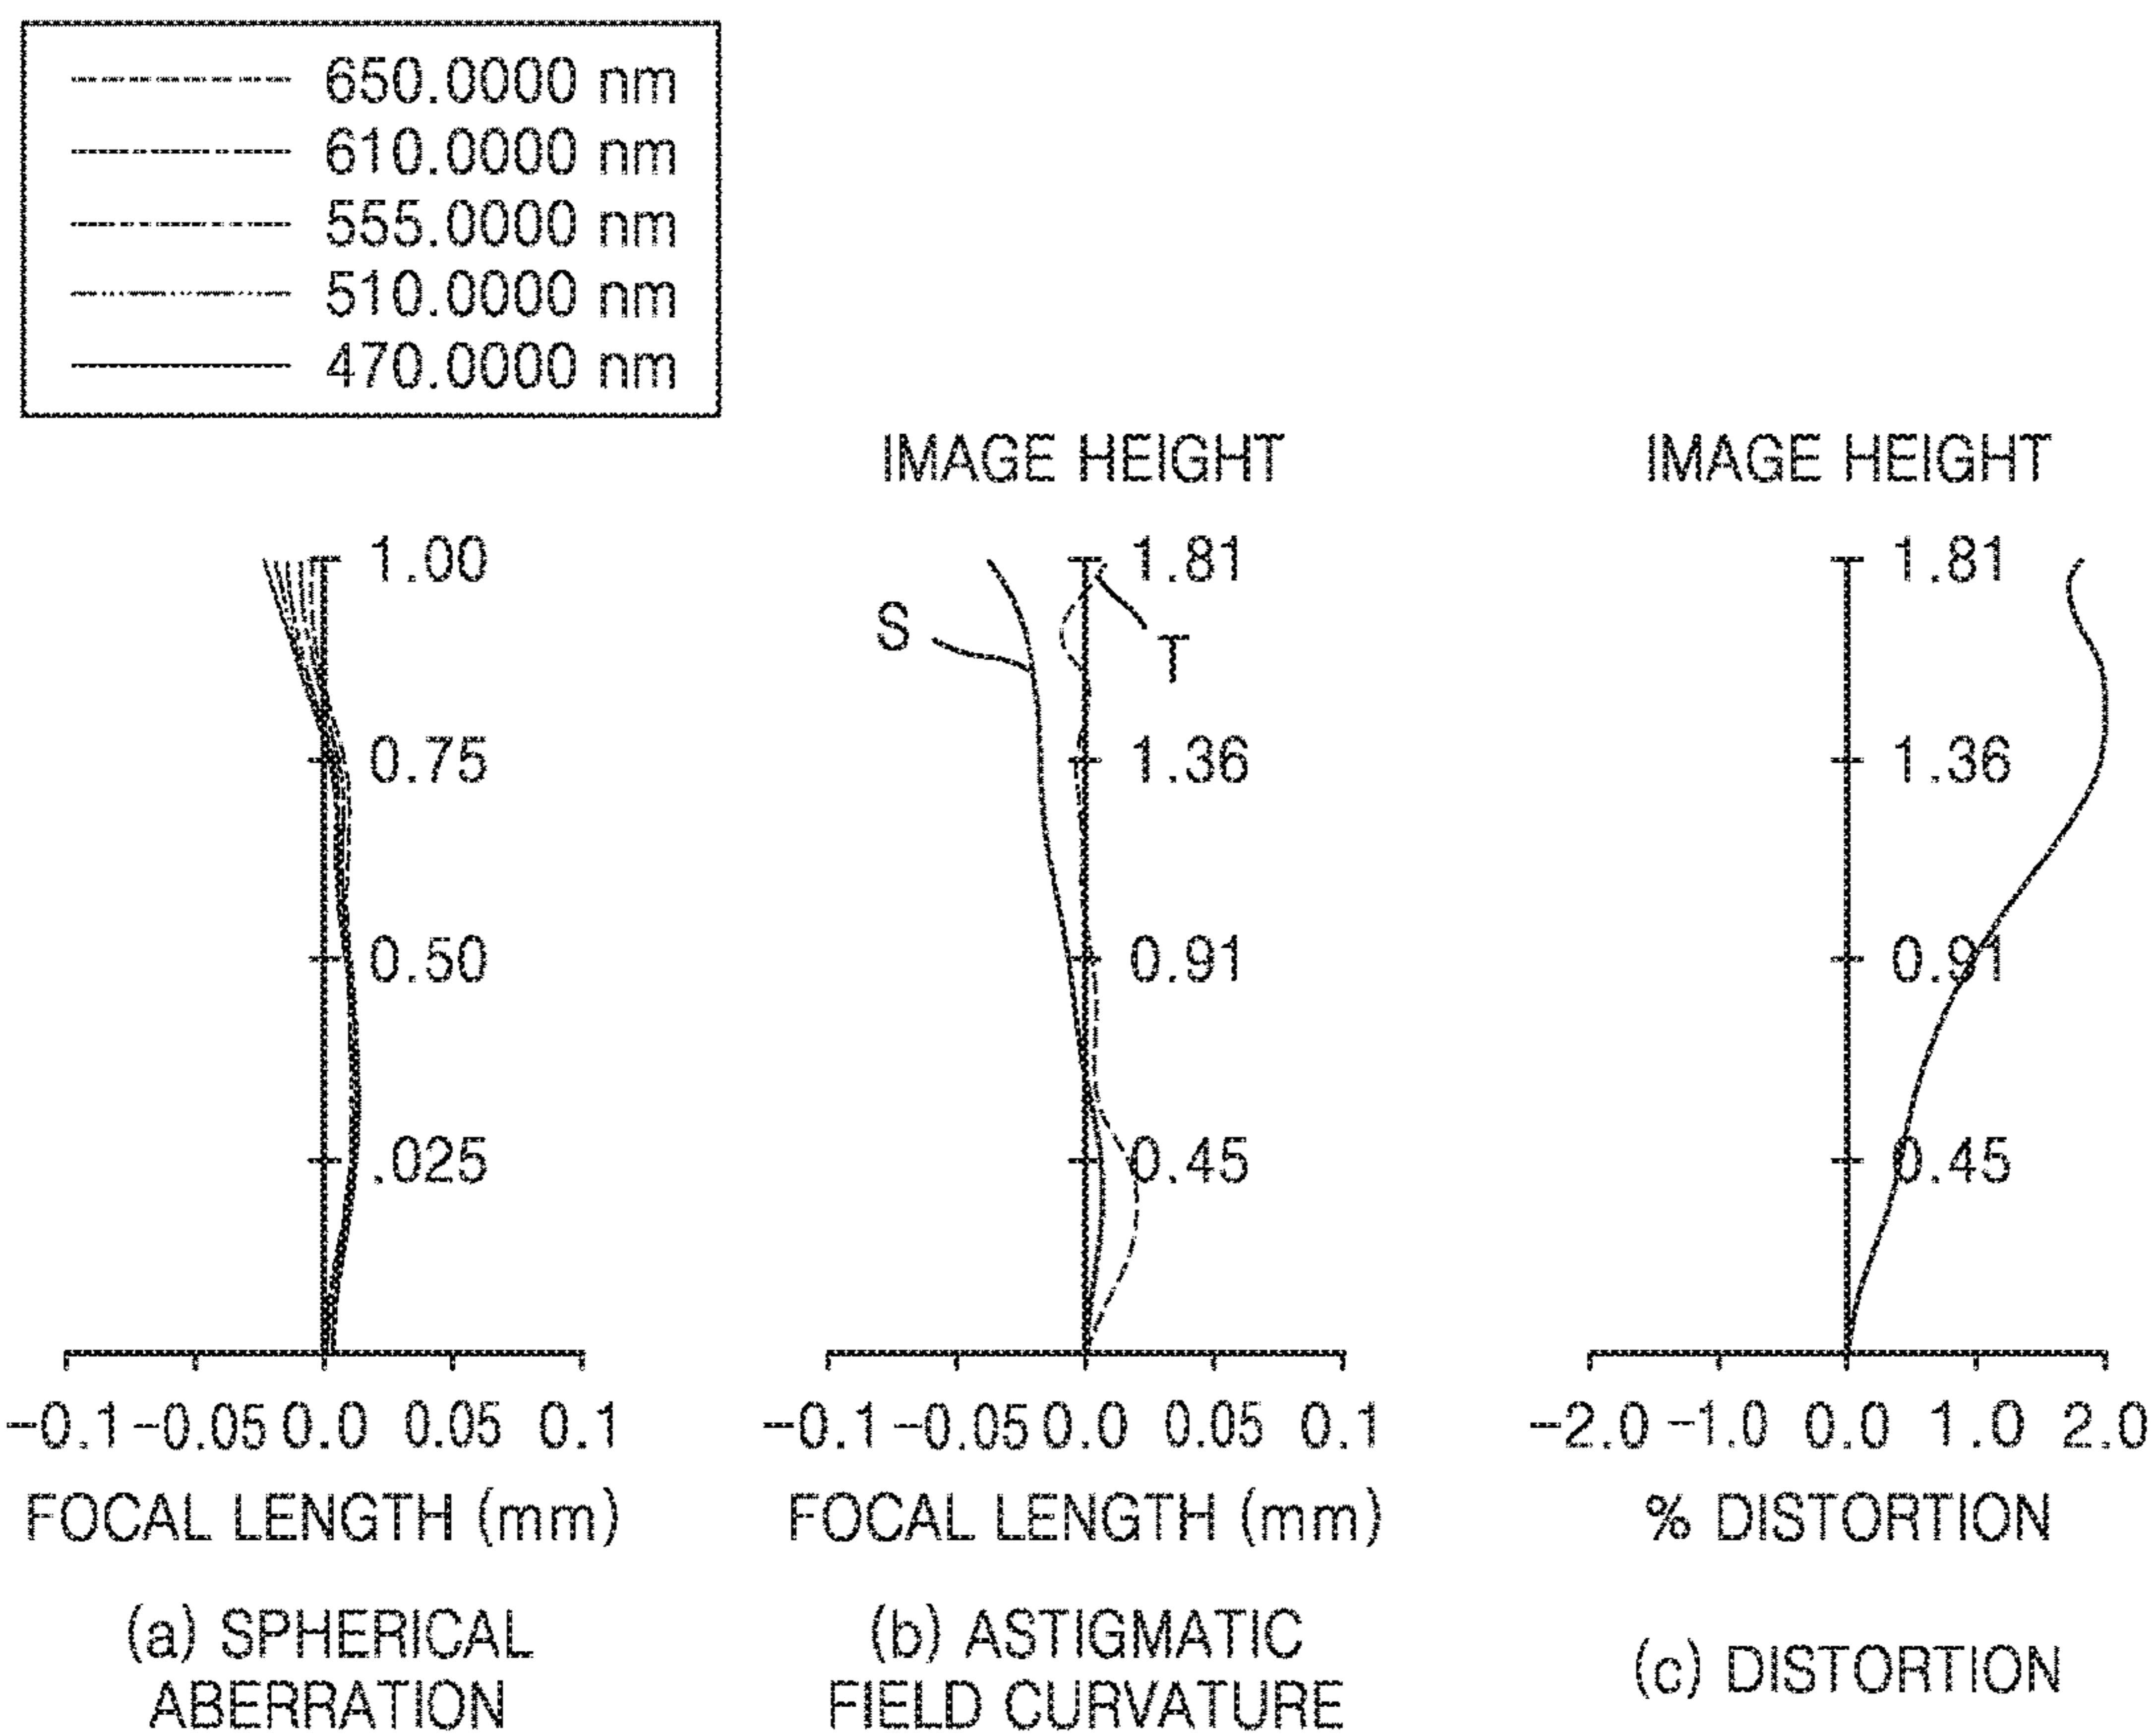 650.0000 nm
610.0000 nm
555.0000 nm
510.0000 nm
470.0000 nm
1.00
0.75
0.50
.025
-0.1 -0.05 0.0 0.05 0.1
FOCAL LENGTH (mm)
(a) SPHERICAL
ABERRATION
IMAGE HEIGHT
1.81
S
T
1.36
0.91
0.45
-0.1 -0.05 0.0 0.05 0.1
FOCAL LENGTH (mm)
(b) ASTIGMATIC
FIELD CURVATURE
IMAGE HEIGHT
1.81
1.36
0.91
0.45
-2.0 -1.0 0.0 1.0 2.0
% DISTORTION
(c) DISTORTION